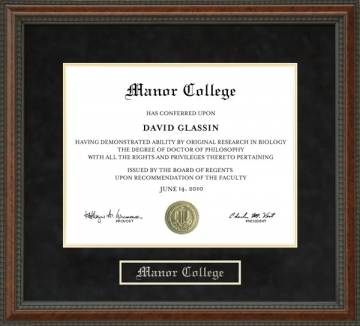 Manor College
HAS CONFERRED UPON
DAVID GLASSIN
HAVING DEMONSTRATED ABILITY BY ORIGINAL RESEARCH IN BIOLOGY
THE DEGREE OF DOCTOR OF PHILOSOPHY
WITH ALL THE RIGHTS AND PRIVILEGES THERETO PERTAINING
ISSUED BY THE BOARD OF REGENTS
UPON RECOMMENDATION OF THE FACULTY
JUNE 14, 2010
PROVOST
PRESIDENT
Manor College